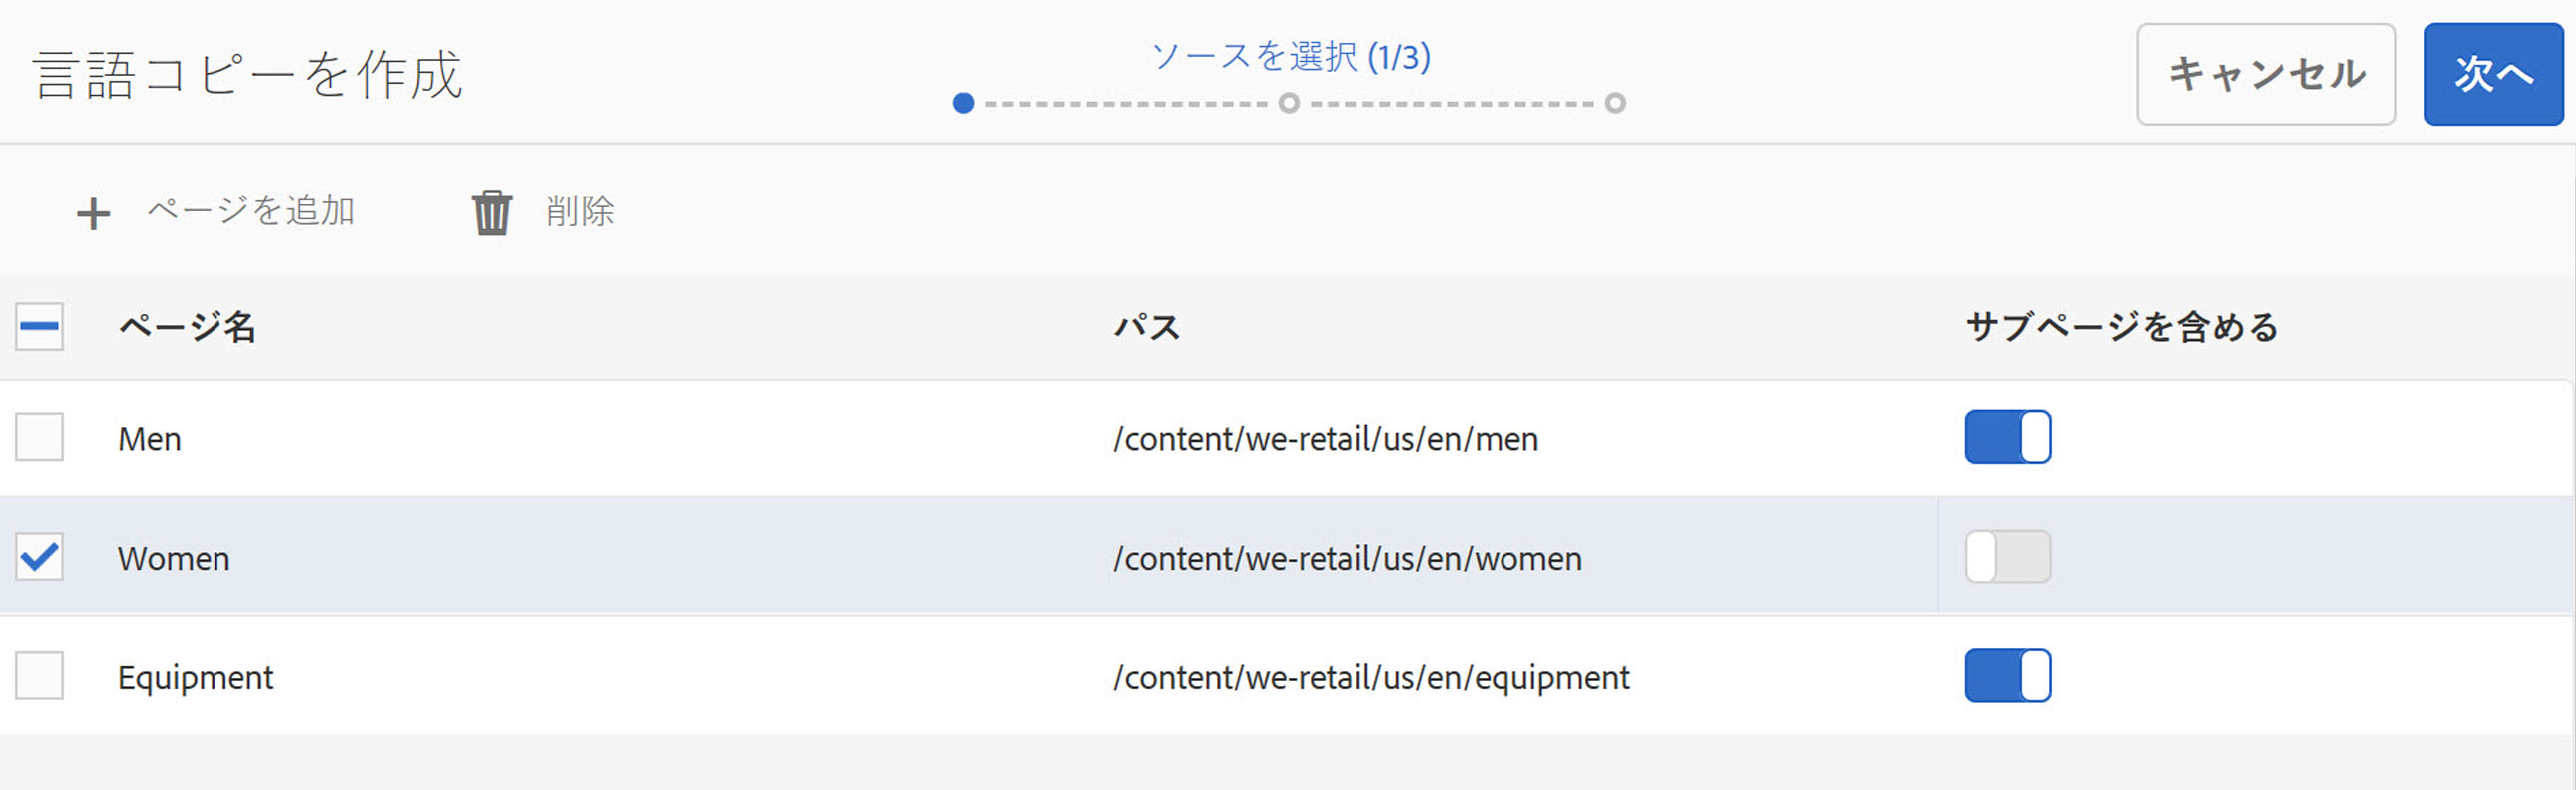 言語コピーを作成
ソースを選択 (1/3)
キャンセル
次へ
ページを追加
削除
ページ名 パス サブページを含める
Men /content/we-retail/us/en/men
Women /content/we-retail/us/en/women
Equipment /content/we-retail/us/en/equipment